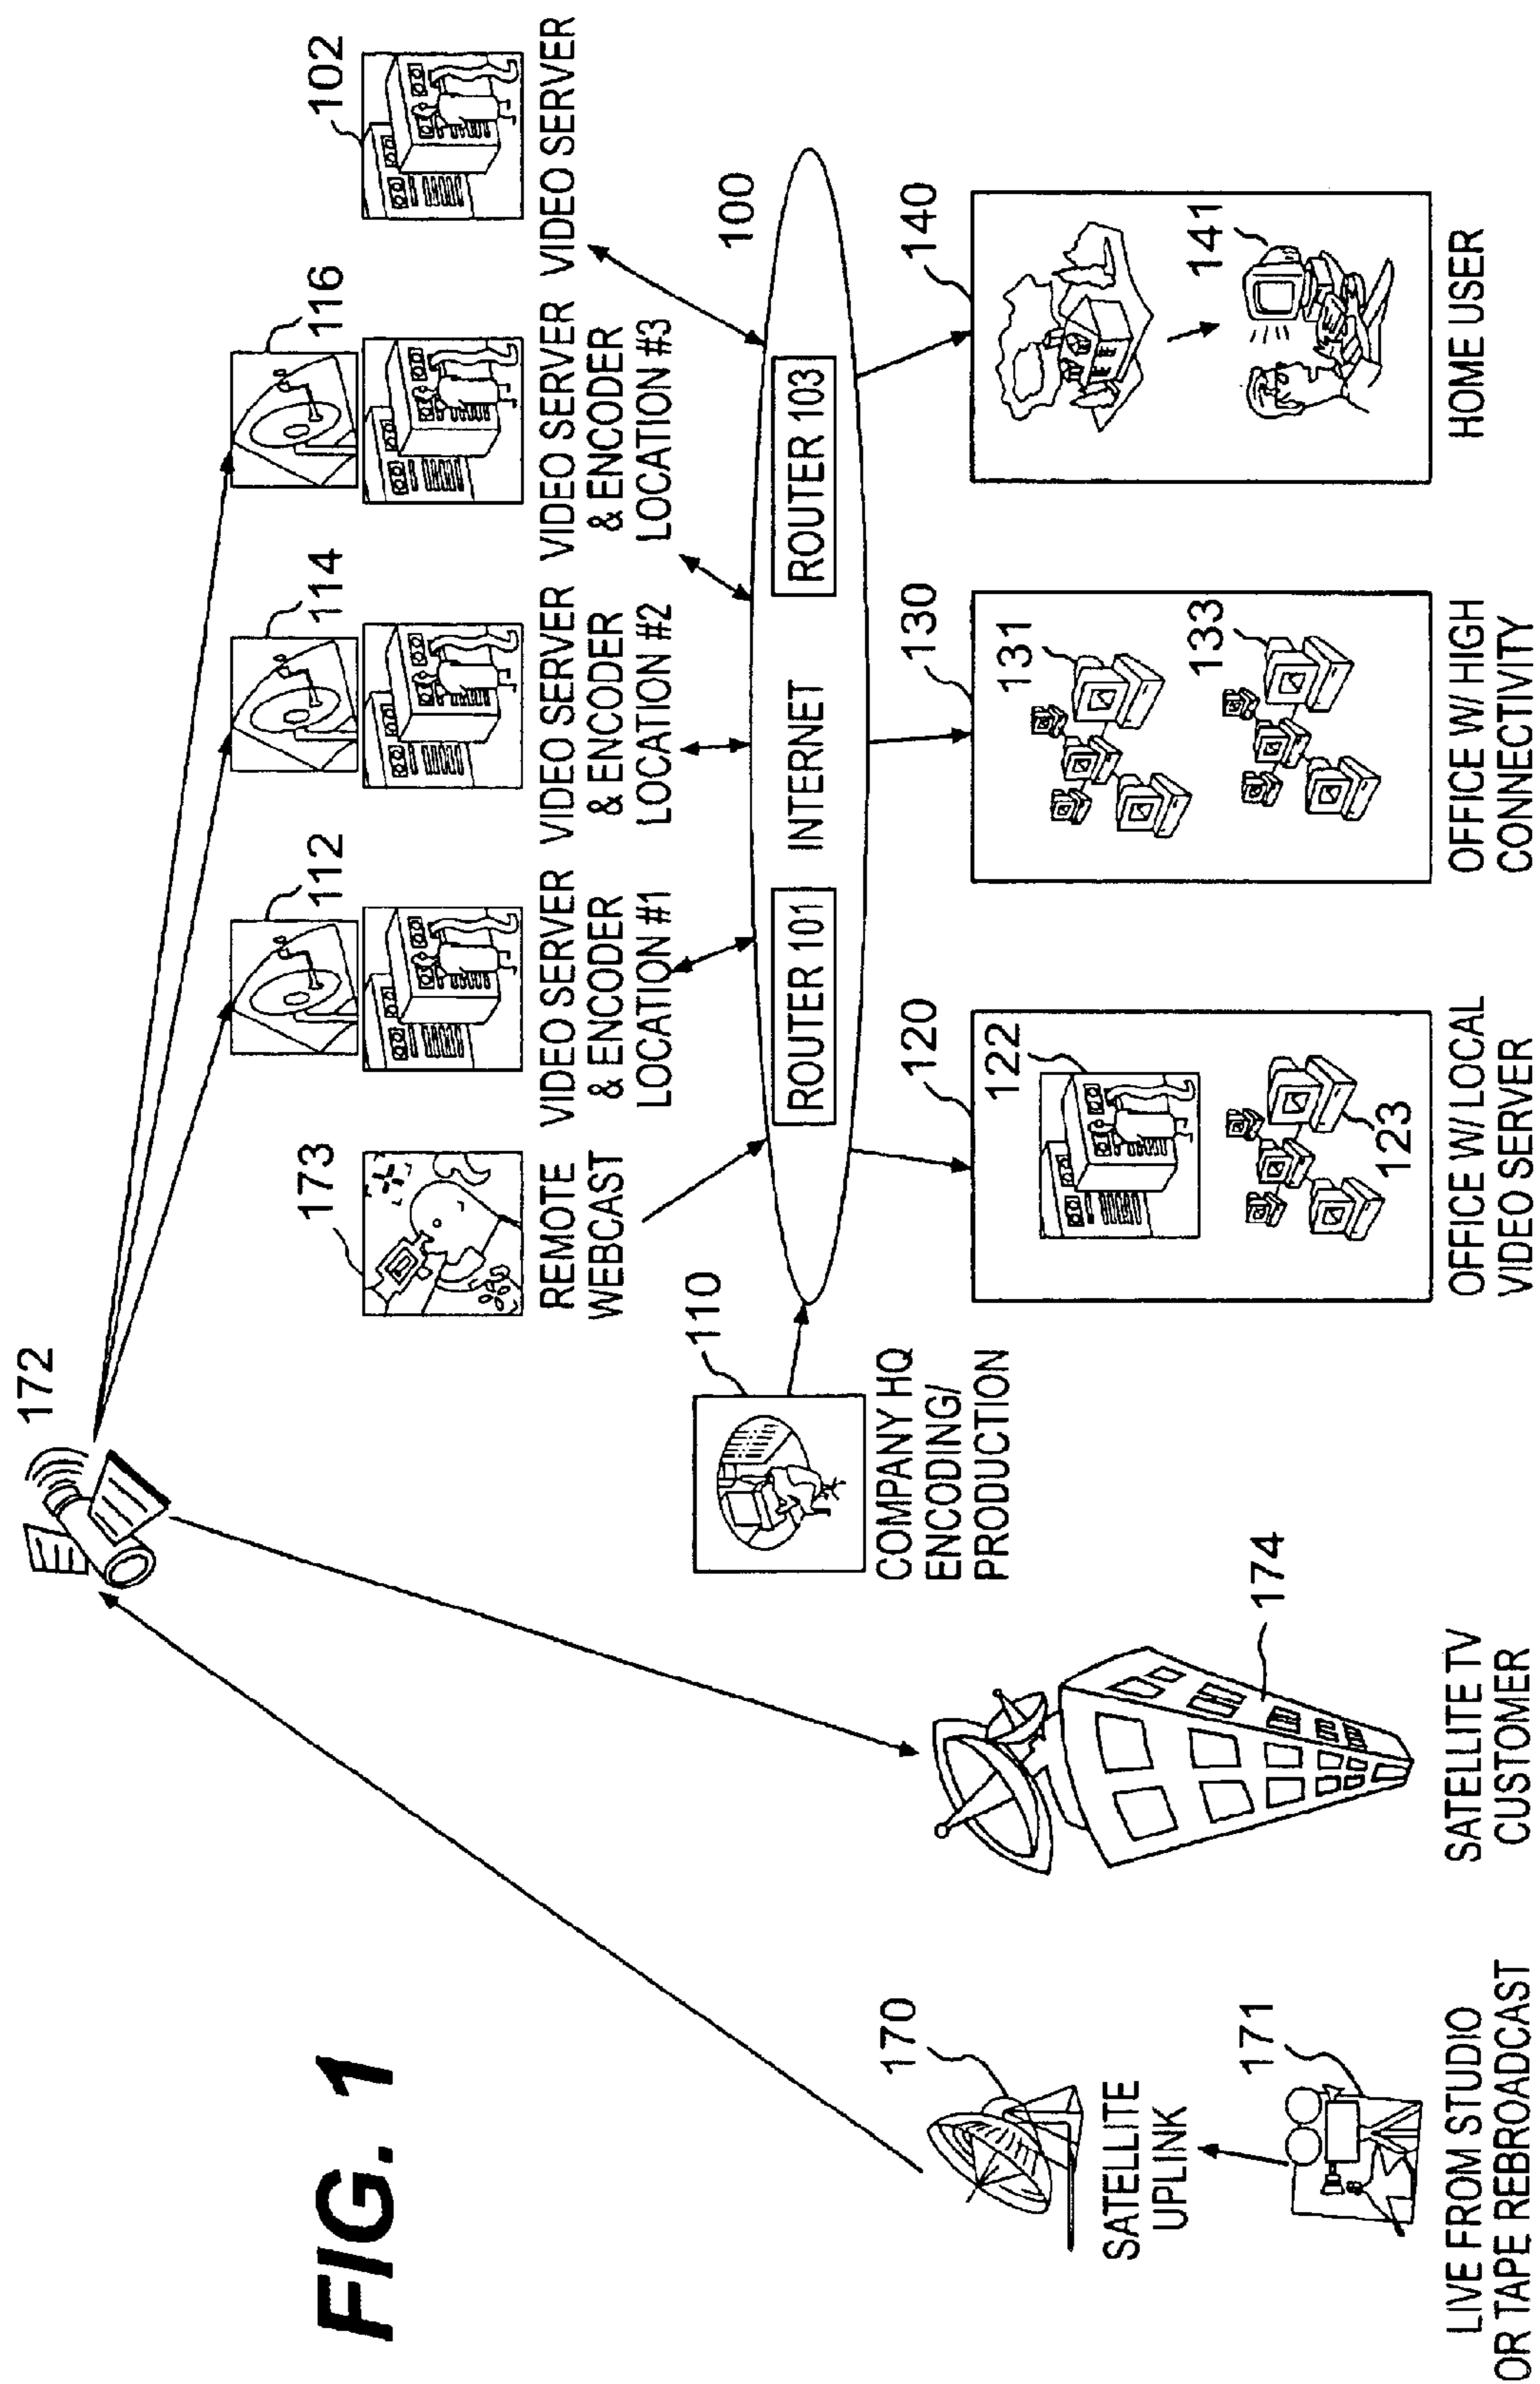 FIG. 1
172
102
116
114
112
173
VIDEO SERVER
VIDEO SERVER
& ENCODER
LOCATION #3
VIDEO SERVER
& ENCODER
LOCATION #2
VIDEO SERVER
& ENCODER
LOCATION #1
REMOTE
WEBCAST
100
ROUTER 101
INTERNET
ROUTER 103
110
COMPANY HQ
ENCODING/
PRODUCTION
120
122
123
OFFICE W/ LOCAL
VIDEO SERVER
130
131
133
OFFICE W/ HIGH
CONNECTIVITY
140
141
HOME USER
174
SATELLITE TV
CUSTOMER
170
SATELLITE
UPLINK
171
LIVE FROM STUDIO
OR TAPE REBROADCAST